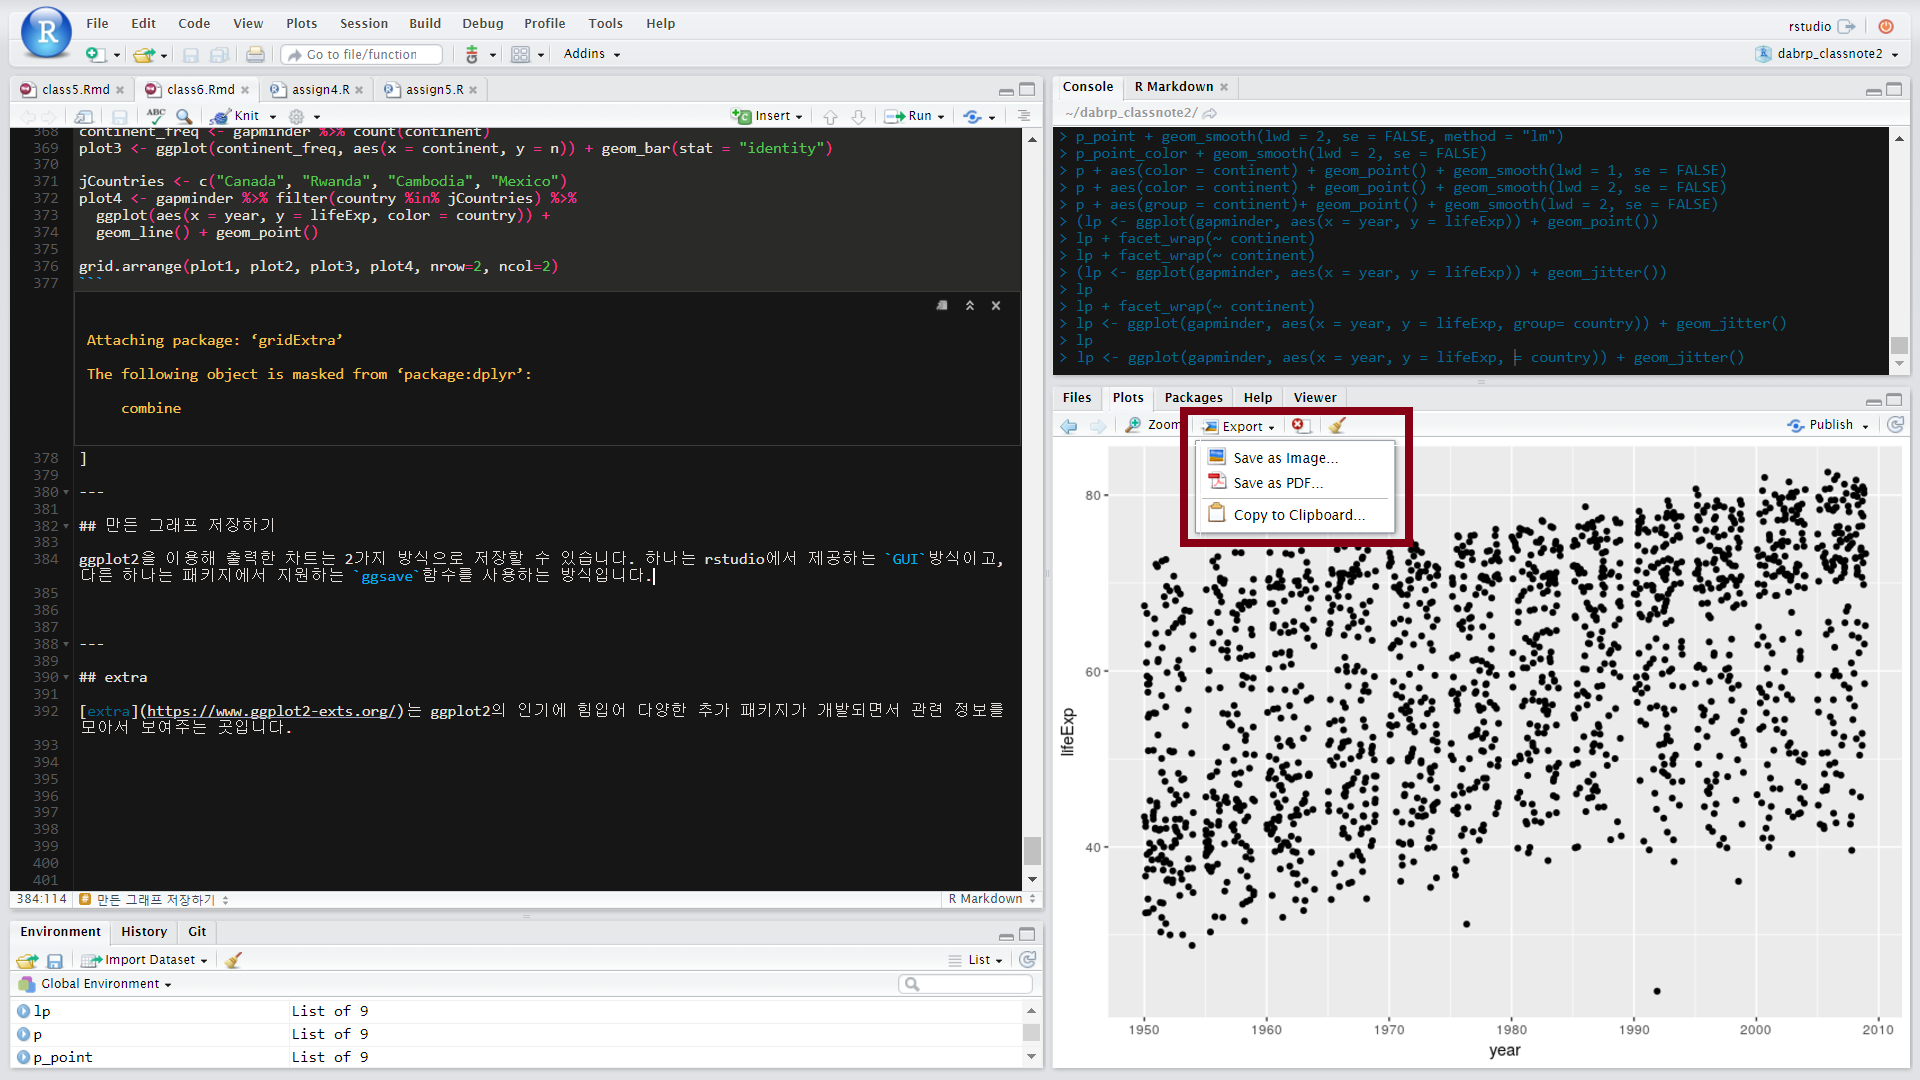 R
File Edit Code View Plots Session Build Debug Profile Tools Help
rstudio
Go to file/function
Addins
dabrp_classnote2
class5.Rmd
class6.Rmd
assign4.R
assign5.R
ABC
Knit
Insert
Run
368 continent_freq <- gapminder %>% count(continent)
369 plot3 <- ggplot(continent_freq, aes(x = continent, y = n)) + geom_bar(stat = "identity")
370
371 jCountries <- c("Canada", "Rwanda", "Cambodia", "Mexico")
372 plot4 <- gapminder %>% filter(country %in% jCountries) %>%
373 ggplot(aes(x = year, y = lifeExp, color = country)) +
374 geom_line() + geom_point()
375
376 grid.arrange(plot1, plot2, plot3, plot4, nrow=2, ncol=2)
377 ```
Attaching package: ‘gridExtra’
The following object is masked from ‘package:dplyr’:
combine
378 ]
379
380 ---
381
382 ## 만든 그래프 저장하기
383
384 ggplot2을 이용해 출력한 차트는 2가지 방식으로 저장할 수 있습니다. 하나는 rstudio에서 제공하는 `GUI`방식이고,
다른 하나는 패키지에서 지원하는 `ggsave`함수를 사용하는 방식입니다.
385
386
387
388 ---
389
390 ## extra
391
392 [extra](https://www.ggplot2-exts.org/)는 ggplot2의 인기에 힘입어 다양한 추가 패키지가 개발되면서 관련 정보를
모아서 보여주는 곳입니다.
393
394
395
396
397
398
399
400
401
384:114
만든 그래프 저장하기
R Markdown
Environment History Git
Import Dataset
List
Global Environment
lp List of 9
p List of 9
p_point List of 9
Console R Markdown
~/dabrp_classnote2/
> p_point + geom_smooth(lwd = 2, se = FALSE, method = "lm")
> p_point_color + geom_smooth(lwd = 2, se = FALSE)
> p + aes(color = continent) + geom_point() + geom_smooth(lwd = 1, se = FALSE)
> p + aes(color = continent) + geom_point() + geom_smooth(lwd = 2, se = FALSE)
> p + aes(group = continent)+ geom_point() + geom_smooth(lwd = 2, se = FALSE)
> (lp <- ggplot(gapminder, aes(x = year, y = lifeExp)) + geom_point())
> lp + facet_wrap(~ continent)
> lp + facet_wrap(~ continent)
> (lp <- ggplot(gapminder, aes(x = year, y = lifeExp)) + geom_jitter())
> lp
> lp + facet_wrap(~ continent)
> lp <- ggplot(gapminder, aes(x = year, y = lifeExp, group= country)) + geom_jitter()
> lp
> lp <- ggplot(gapminder, aes(x = year, y = lifeExp, = country)) + geom_jitter()
Files Plots Packages Help Viewer
Zoom
Export
Publish
Save as Image...
Save as PDF...
Copy to Clipboard...
80
60
40
lifeExp
1950 1960 1970 1980 1990 2000 2010
year